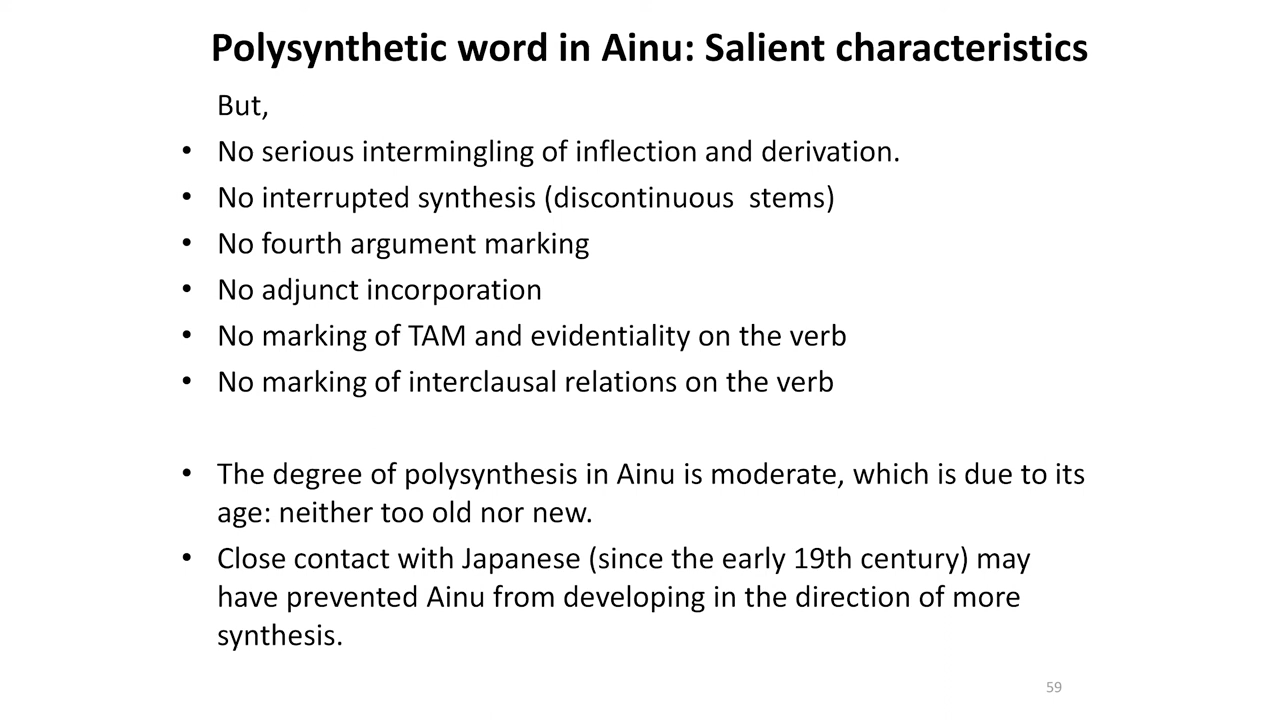 Polysynthetic word in Ainu: Salient characteristics
But,
• No serious intermingling of inflection and derivation.
• No interrupted synthesis (discontinuous  stems)
• No fourth argument marking
• No adjunct incorporation
• No marking of TAM and evidentiality on the verb
• No marking of interclausal relations on the verb
• The degree of polysynthesis in Ainu is moderate, which is due to its
age: neither too old nor new.
• Close contact with Japanese (since the early 19th century) may
have prevented Ainu from developing in the direction of more
synthesis.
59